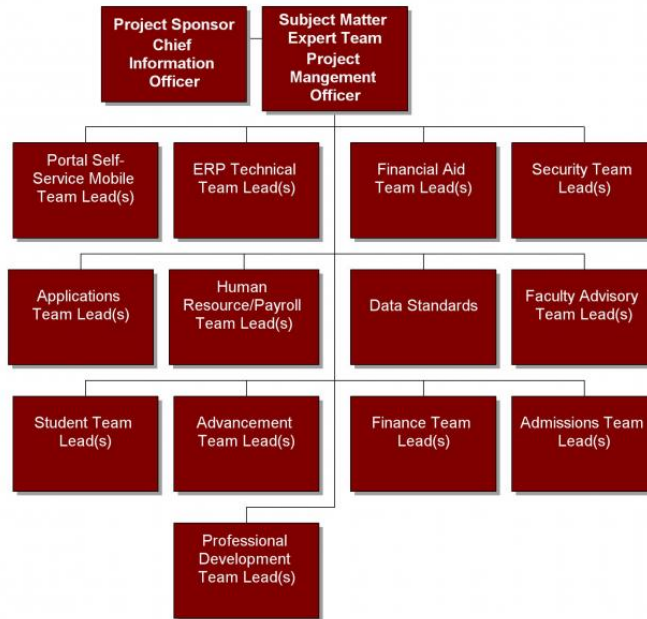 Project Sponsor
Chief
Information
Officer
Subject Matter
Expert Team
Project
Mangement
Officer
Portal Self-
Service Mobile
Team Lead(s)
ERP Technical
Team Lead(s)
Financial Aid
Team Lead(s)
Security Team
Lead(s)
Applications
Team Lead(s)
Human
Resource/Payroll
Team Lead(s)
Data Standards
Faculty Advisory
Team Lead(s)
Student Team
Lead(s)
Advancement
Team Lead(s)
Finance Team
Lead(s)
Admissions Team
Lead(s)
Professional
Development
Team Lead(s)